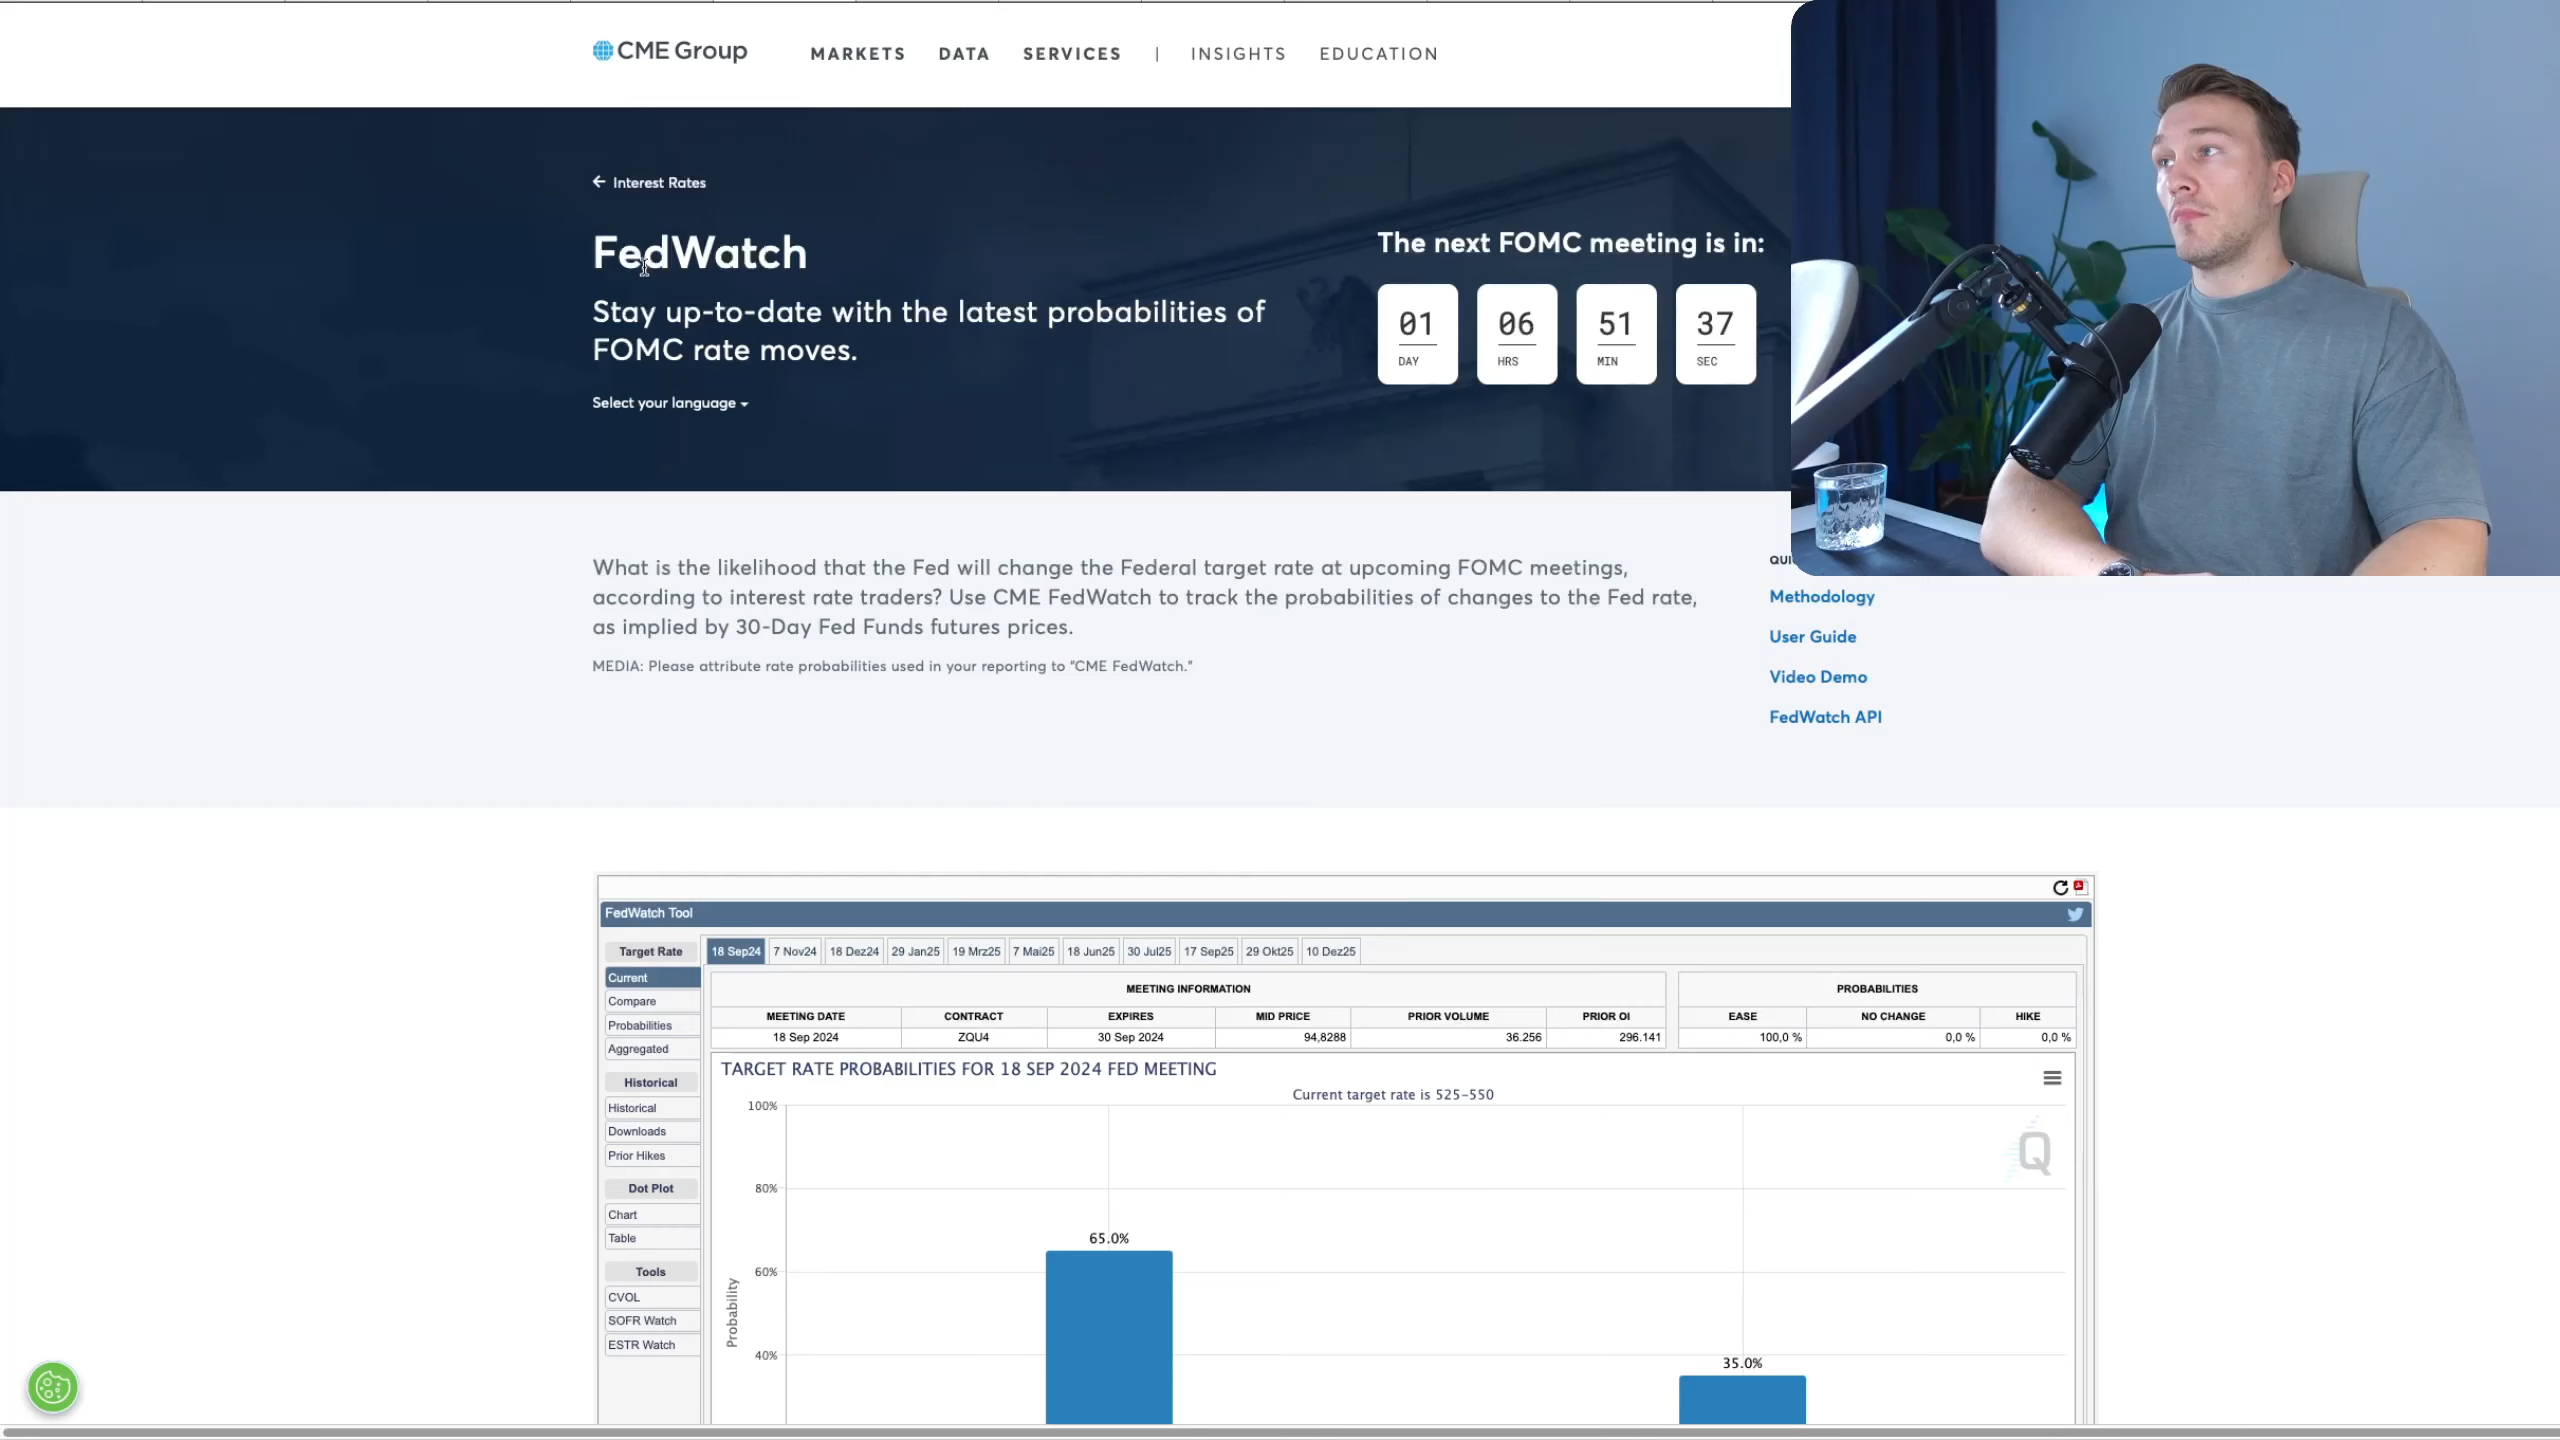 CME Group
MARKETS DATA SERVICES | INSIGHTS EDUCATION
← Interest Rates
FedWatch
Stay up-to-date with the latest probabilities of
FOMC rate moves.
Select your language
The next FOMC meeting is in:
01 06 51 37
DAY HRS MIN SEC
What is the likelihood that the Fed will change the Federal target rate at upcoming FOMC meetings,
according to interest rate traders? Use CME FedWatch to track the probabilities of changes to the Fed rate,
as implied by 30-Day Fed Funds futures prices.
MEDIA: Please attribute rate probabilities used in your reporting to "CME FedWatch."
Methodology
User Guide
Video Demo
FedWatch API
FedWatch Tool
Target Rate
Current
Compare
Probabilities
Aggregated
Historical
Historical
Downloads
Prior Hikes
Dot Plot
Chart
Table
Tools
CVOL
SOFR Watch
ESTR Watch
18 Sep24 7 Nov24 18 Dez24 29 Jan25 19 Mrz25 7 Mai25 18 Jun25 30 Jul25 17 Sep25 29 Okt25 10 Dez25
MEETING INFORMATION
MEETING DATE CONTRACT EXPIRES MID PRICE PRIOR VOLUME PRIOR OI
18 Sep 2024 ZQU4 30 Sep 2024 94,8288 36.256 296.141
PROBABILITIES
EASE NO CHANGE HIKE
100,0 % 0,0 % 0,0 %
TARGET RATE PROBABILITIES FOR 18 SEP 2024 FED MEETING
Current target rate is 525–550
Q
100%
80%
60%
40%
Probability
65.0%
35.0%